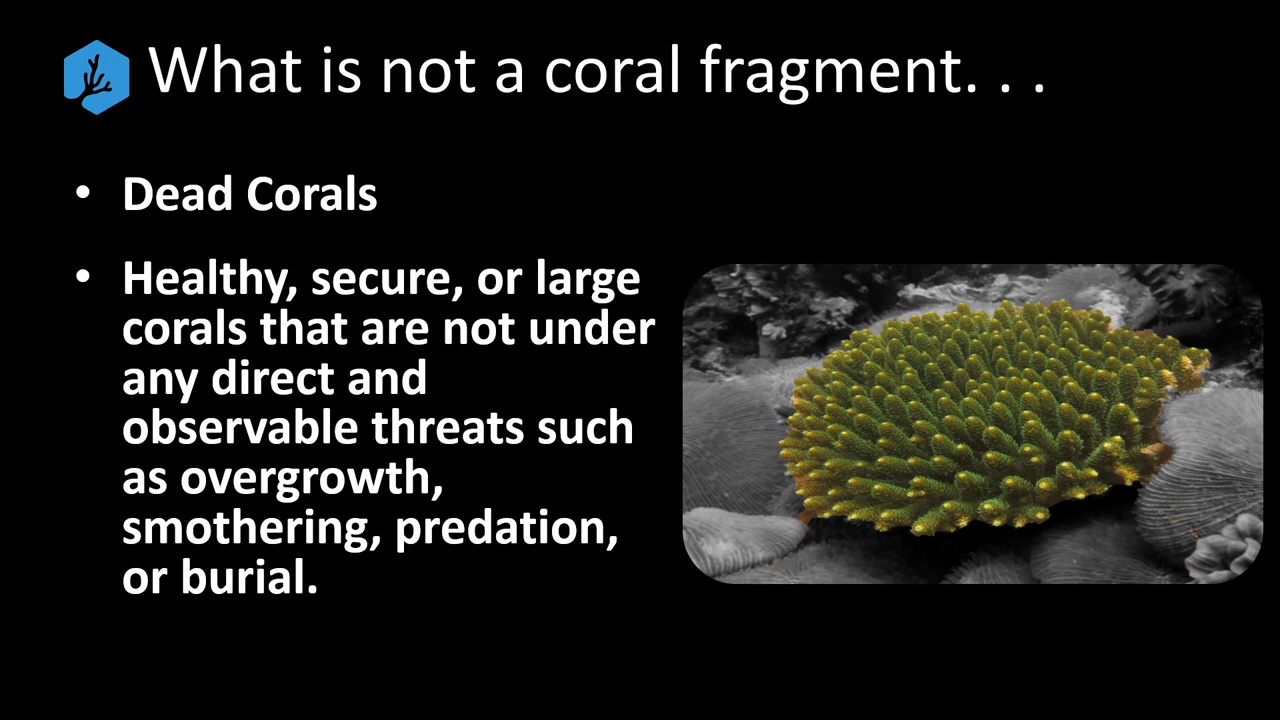 What is not a coral fragment. . .
• Dead Corals
• Healthy, secure, or large
corals that are not under
any direct and
observable threats such
as overgrowth,
smothering, predation,
or burial.